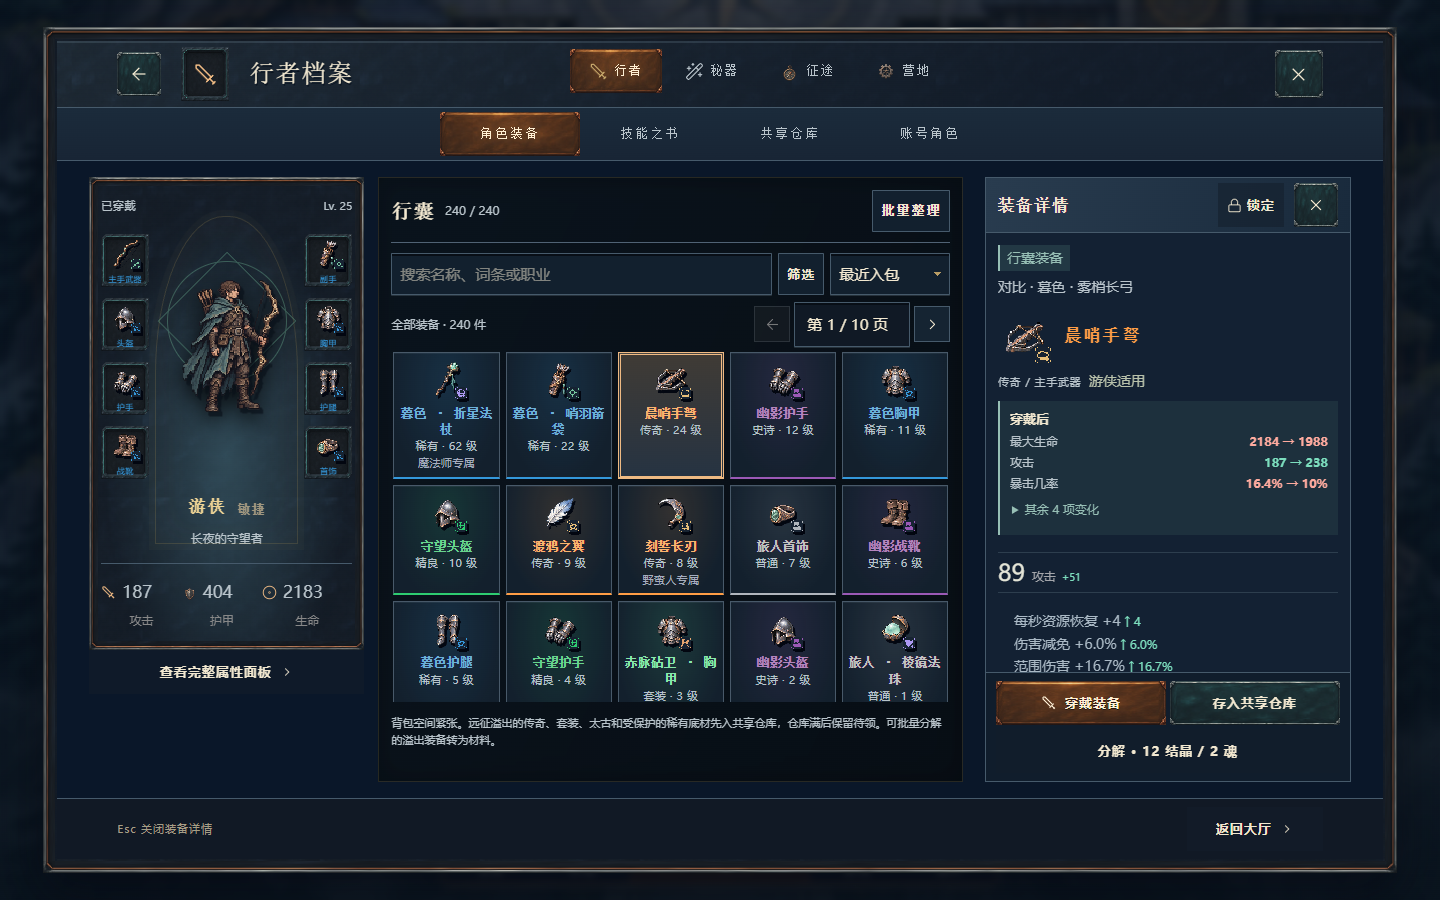 行者档案
行者
秘器
征途
营地
角色装备
技能之书
共享仓库
账号角色
已穿戴
Lv. 25
主手武器
副手
头盔
胸甲
护手
护腿
战靴
首饰
游侠 敏捷
长夜的守望者
187
404
2183
攻击
护甲
生命
查看完整属性面板
行囊 240 / 240
批量整理
搜索名称、词条或职业
筛选
最近入包
全部装备 · 240 件
第 1 / 10 页
暮色 - 折星法杖
稀有 · 62 级
魔法师专属
暮色 - 哨羽箭袋
稀有 · 22 级
晨哨手弩
传奇 · 24 级
幽影护手
史诗 · 12 级
暮色胸甲
稀有 · 11 级
守望头盔
精良 · 10 级
渡鸦之翼
传奇 · 9 级
刻誓长刃
传奇 · 8 级
野蛮人专属
旅人首饰
普通 · 7 级
幽影战靴
史诗 · 6 级
暮色护腿
稀有 · 5 级
守望护手
精良 · 4 级
赤脉砧卫 - 胸甲
套装 · 3 级
幽影头盔
史诗 · 2 级
旅人 - 棱镜法珠
普通 · 1 级
背包空间紧张。远征溢出的传奇、套装、太古和受保护的稀有底材先入共享仓库，仓库满后保留待领。可批量分解
的溢出装备转为材料。
装备详情
锁定
行囊装备
对比 · 暮色 · 雾梢长弓
晨哨手弩
传奇 / 主手武器 游侠适用
穿戴后
最大生命 2184 → 1988
攻击 187 → 238
暴击几率 16.4% → 10%
其余 4 项变化
89 攻击 +51
每秒资源恢复 +4 ↑ 4
伤害减免 +6.0% ↑ 6.0%
范围伤害 +16.7% ↑ 16.7%
穿戴装备
存入共享仓库
分解 • 12 结晶 / 2 魂
Esc 关闭装备详情
返回大厅